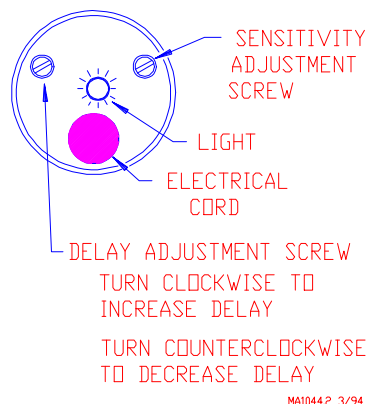 SENSITIVITY
ADJUSTMENT
SCREW
LIGHT
ELECTRICAL
CORD
DELAY ADJUSTMENT SCREW
TURN CLOCKWISE TO
INCREASE DELAY
TURN COUNTERCLOCKWISE
TO DECREASE DELAY
MA1044.2 3/94